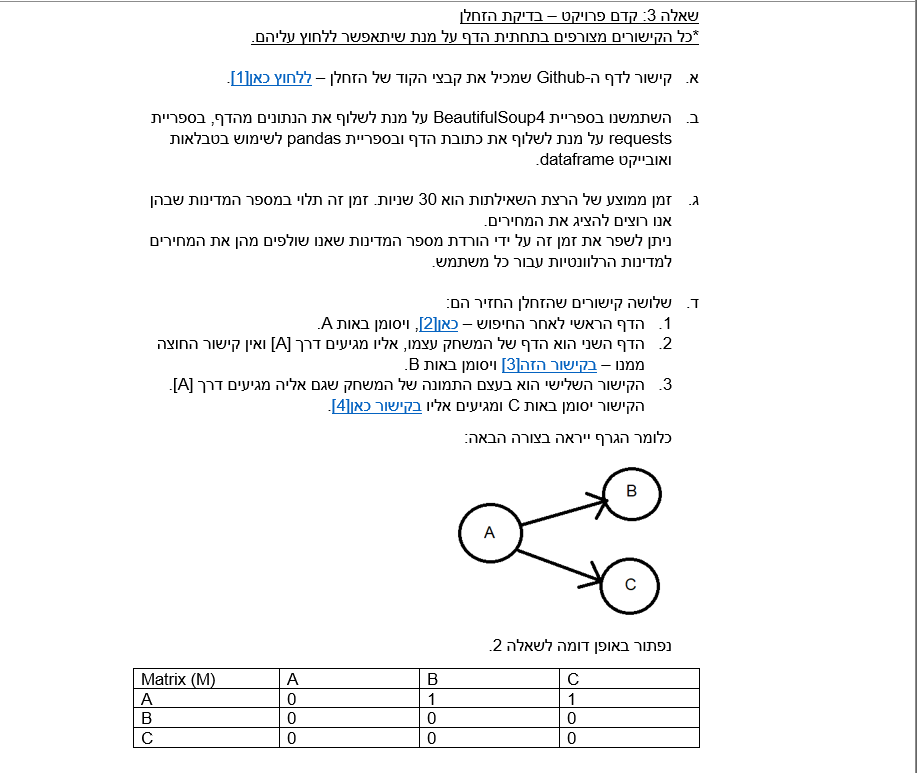 שאלה 3: קדם פרויקט – בדיקת הזחלן
*כל הקישורים מצורפים בתחתית הדף על מנת שיתאפשר ללחוץ עליהם.
א. קישור לדף ה-Github שמכיל את קבצי הקוד של הזחלן – ללחוץ כאן[1].
ב. השתמשנו בספריית BeautifulSoup4 על מנת לשלוף את הנתונים מהדף, בספריית
requests על מנת לשלוף את כתובת הדף ובספריית pandas לשימוש בטבלאות
ואובייקט dataframe.
ג. זמן ממוצע של הרצת השאילתות הוא 30 שניות. זמן זה תלוי במספר המדינות שבהן
אנו רוצים להציג את המחירים.
ניתן לשפר את זמן זה על ידי הורדת מספר המדינות שאנו שולפים מהן את המחירים
למדינות הרלוונטיות עבור כל משתמש.
ד. שלושה קישורים שהזחלן החזיר הם:
1. הדף הראשי לאחר החיפוש – כאן[2], ויסומן באות A.
2. הדף השני הוא הדף של המשחק עצמו, אליו מגיעים דרך [A] ואין קישור החוצה
ממנו – בקישור הזה[3] ויסומן באות B.
3. הקישור השלישי הוא בעצם התמונה של המשחק שגם אליה מגיעים דרך [A].
הקישור יסומן באות C ומגיעים אליו בקישור כאן[4].
כלומר הגרף ייראה בצורה הבאה:
B
A
C
נפתור באופן דומה לשאלה 2.
Matrix (M) A B C
A 0 1 1
B 0 0 0
C 0 0 0